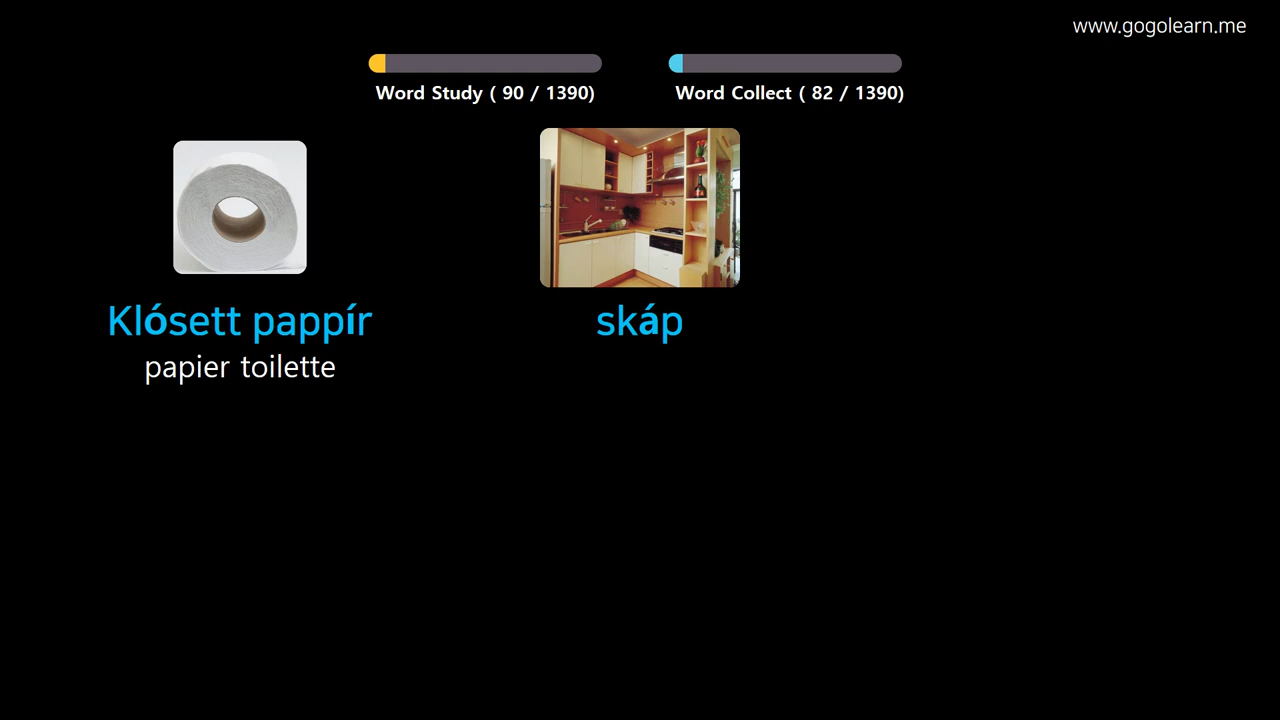 www.gogolearn.me
Word Study ( 90 / 1390)
Word Collect ( 82 / 1390)
Klósett pappír
papier toilette
skáp